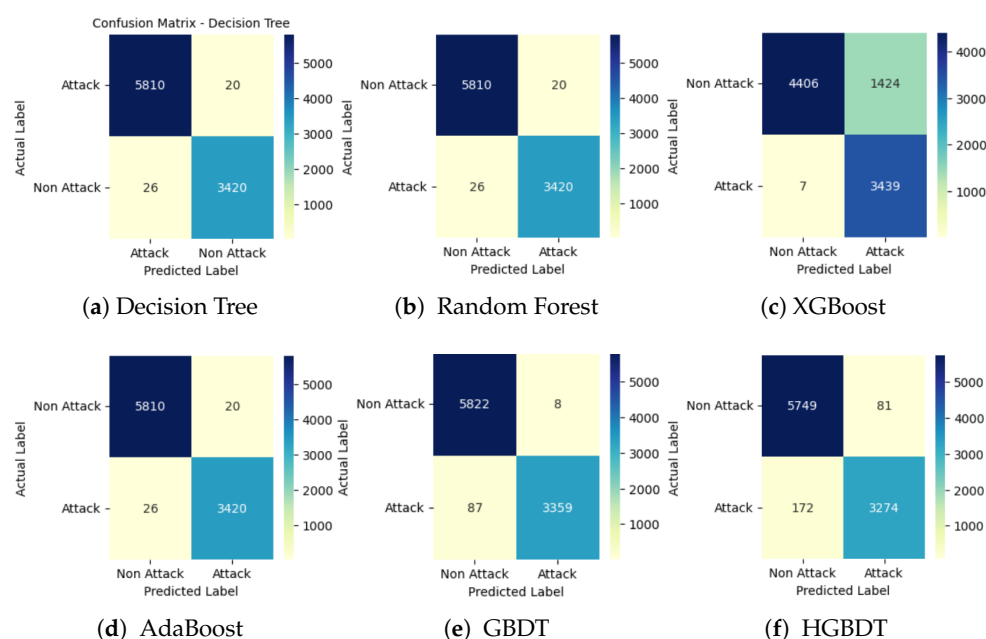 Confusion Matrix - Decision Tree
Actual Label
Attack
Non Attack
5810 20
26 3420
5000
4000
3000
2000
1000
Attack Non Attack
Predicted Label
(a) Decision Tree
Actual Label
Non Attack
Attack
5810 20
26 3420
5000
4000
3000
2000
1000
Non Attack Attack
Predicted Label
(b) Random Forest
Actual Label
Non Attack
Attack
4406 1424
7 3439
4000
3000
2000
1000
Non Attack Attack
Predicted Label
(c) XGBoost
Actual Label
Non Attack
Attack
5810 20
26 3420
5000
4000
3000
2000
1000
Non Attack Attack
Predicted Label
(d) AdaBoost
Actual Label
Non Attack
Attack
5822 8
87 3359
5000
4000
3000
2000
1000
Non Attack Attack
Predicted Label
(e) GBDT
Actual Label
Non Attack
Attack
5749 81
172 3274
5000
4000
3000
2000
1000
Non Attack Attack
Predicted Label
(f) HGBDT